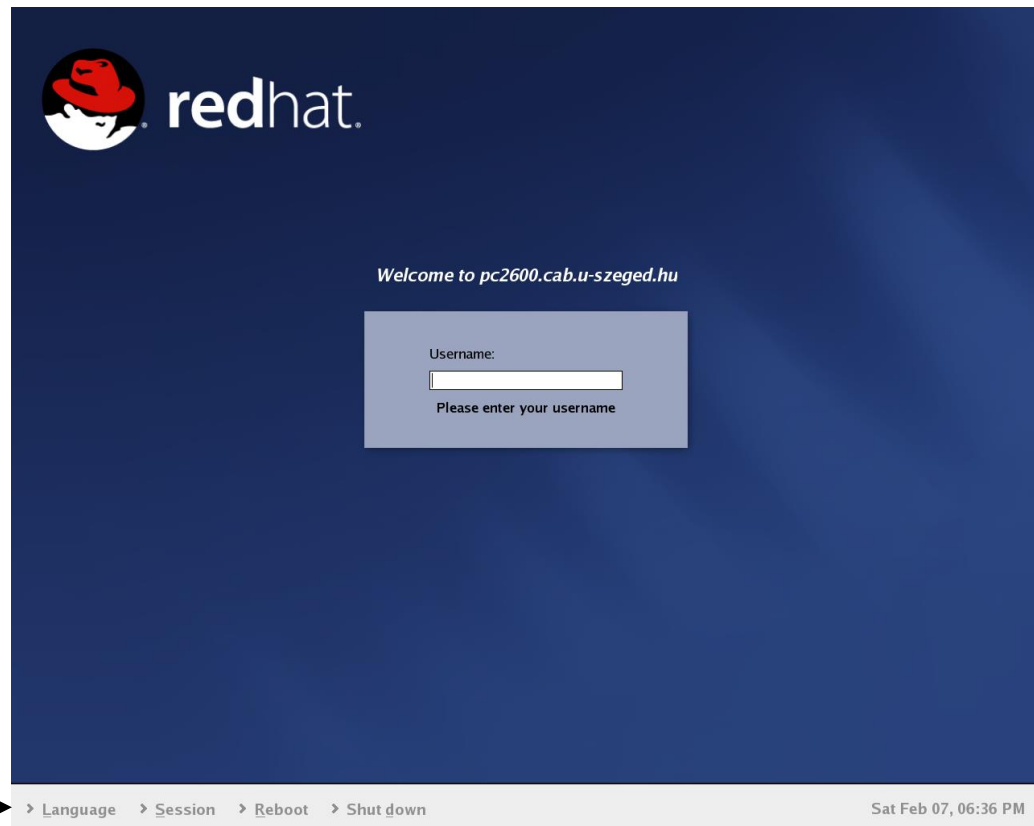 redhat.
Welcome to pc2600.cab.u-szeged.hu
Username:
Please enter your username
Language Session Reboot Shut down Sat Feb 07, 06:36 PM